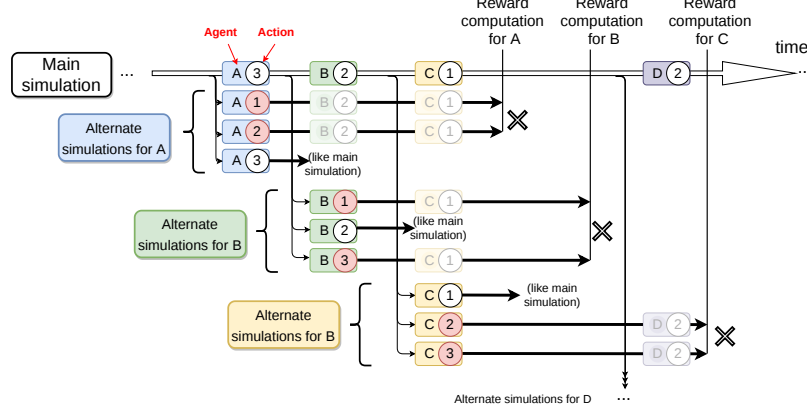 Reward computation for A
Reward computation for B
Reward computation for C
Agent
Action
time
Main simulation
...
A 3
B 2
C 1
D 2
...
Alternate simulations for A
A 1
B 2
C 1
A 2
B 2
C 1
A 3
(like main simulation)
Alternate simulations for B
B 1
C 1
B 2
(like main simulation)
B 3
C 1
Alternate simulations for B
C 1
(like main simulation)
C 2
D 2
C 3
D 2
Alternate simulations for D
...